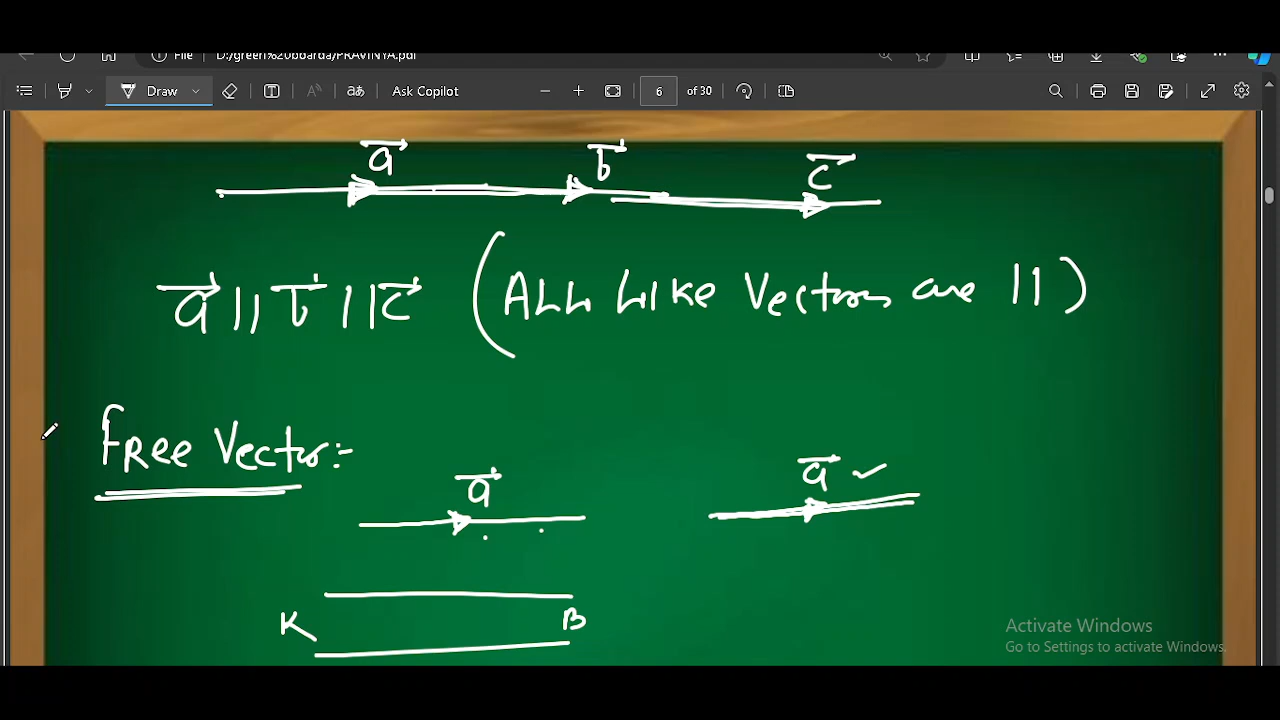 File D:/green%20boarda/PRAVINYA.pdf
Draw Ask Copilot 6 of 30
a b c
a || b || c (ALL LIKE Vectors are ||)
FREE Vector:-
a a
K B
Activate Windows
Go to Settings to activate Windows.